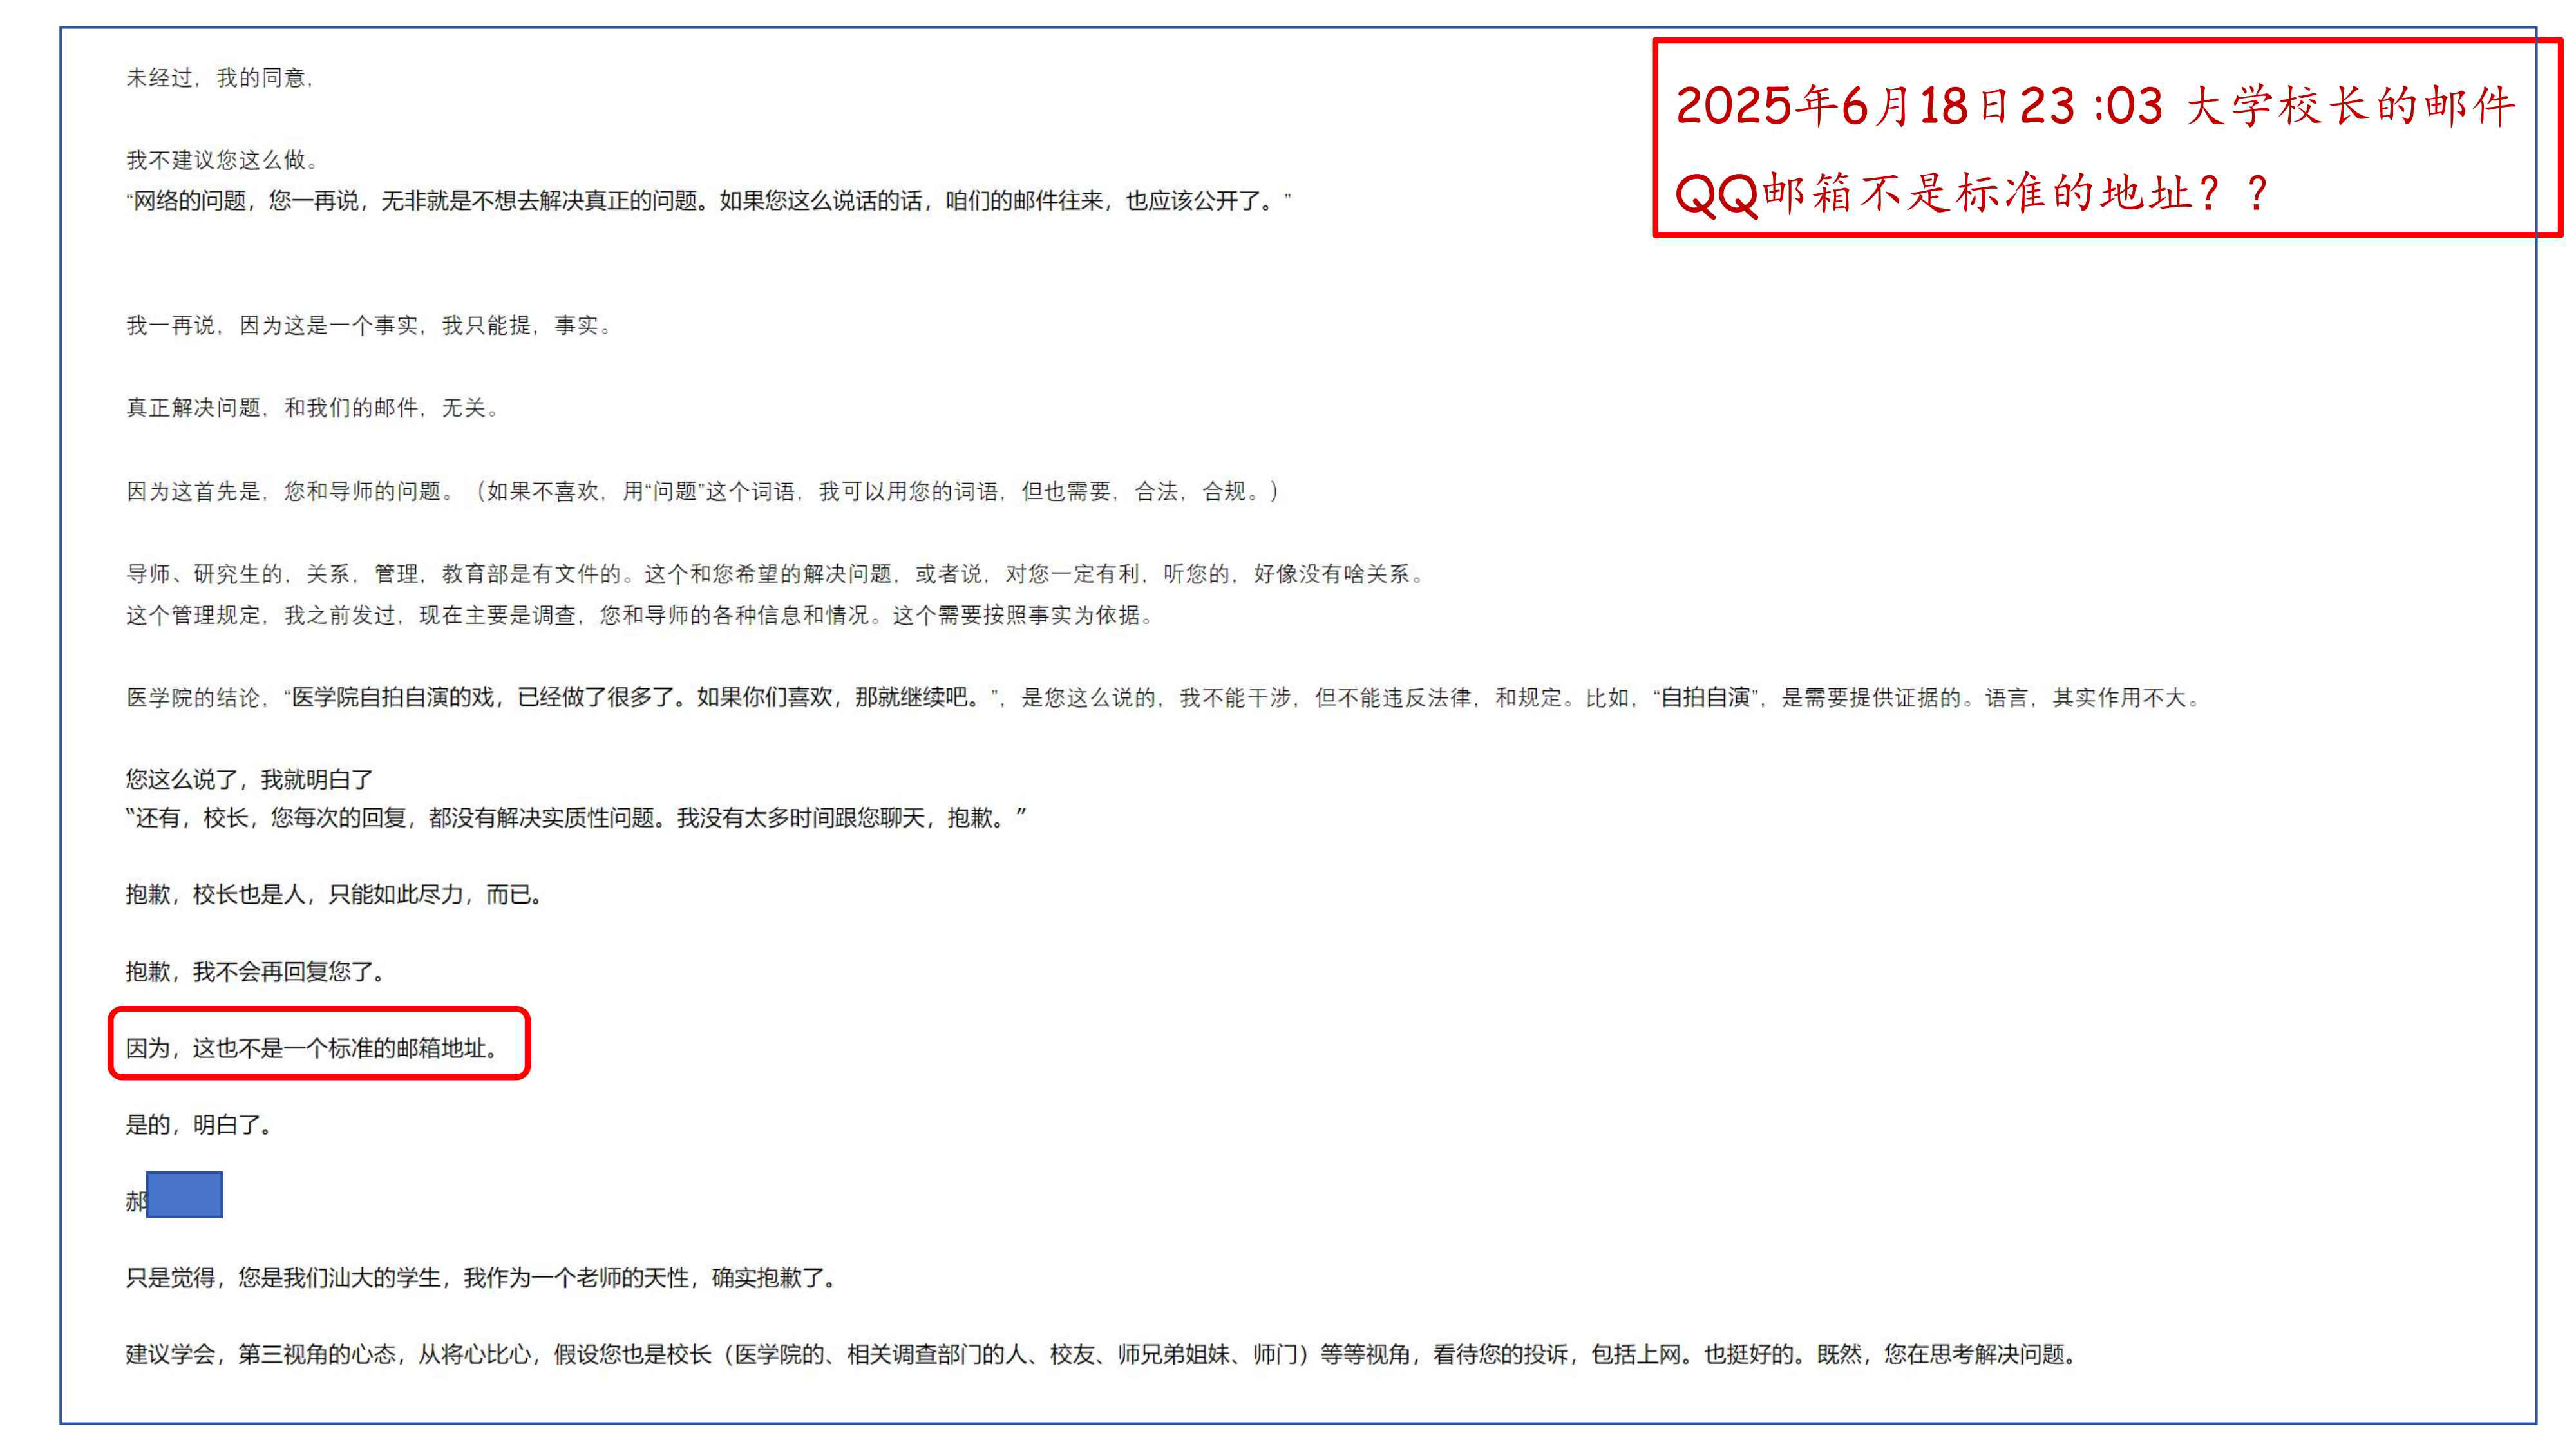 未经过，我的同意，
2025年6月18日23 :03 大学校长的邮件
QQ邮箱不是标准的地址？？
我不建议您这么做。
“网络的问题，您一再说，无非就是不想去解决真正的问题。如果您这么说话的话，咱们的邮件往来，也应该公开了。”
我一再说，因为这是一个事实，我只能提，事实。
真正解决问题，和我们的邮件，无关。
因为这首先是，您和导师的问题。（如果不喜欢，用“问题”这个词语，我可以用您的词语，但也需要，合法，合规。）
导师、研究生的，关系，管理，教育部是有文件的。这个和您希望的解决问题，或者说，对您一定有利，听您的，好像没有啥关系。
这个管理规定，我之前发过，现在主要是调查，您和导师的各种信息和情况。这个需要按照事实为依据。
医学院的结论，“医学院自拍自演的戏，已经做了很多了。如果你们喜欢，那就继续吧。”，是您这么说的，我不能干涉，但不能违反法律，和规定。比如，“自拍自演”，是需要提供证据的。语言，其实作用不大。
您这么说了，我就明白了
“还有，校长，您每次的回复，都没有解决实质性问题。我没有太多时间跟您聊天，抱歉。”
抱歉，校长也是人，只能如此尽力，而已。
抱歉，我不会再回复您了。
因为，这也不是一个标准的邮箱地址。
是的，明白了。
郝
只是觉得，您是我们汕大的学生，我作为一个老师的天性，确实抱歉了。
建议学会，第三视角的心态，从将心比心，假设您也是校长（医学院的、相关调查部门的人、校友、师兄弟姐妹、师门）等等视角，看待您的投诉，包括上网。也挺好的。既然，您在思考解决问题。